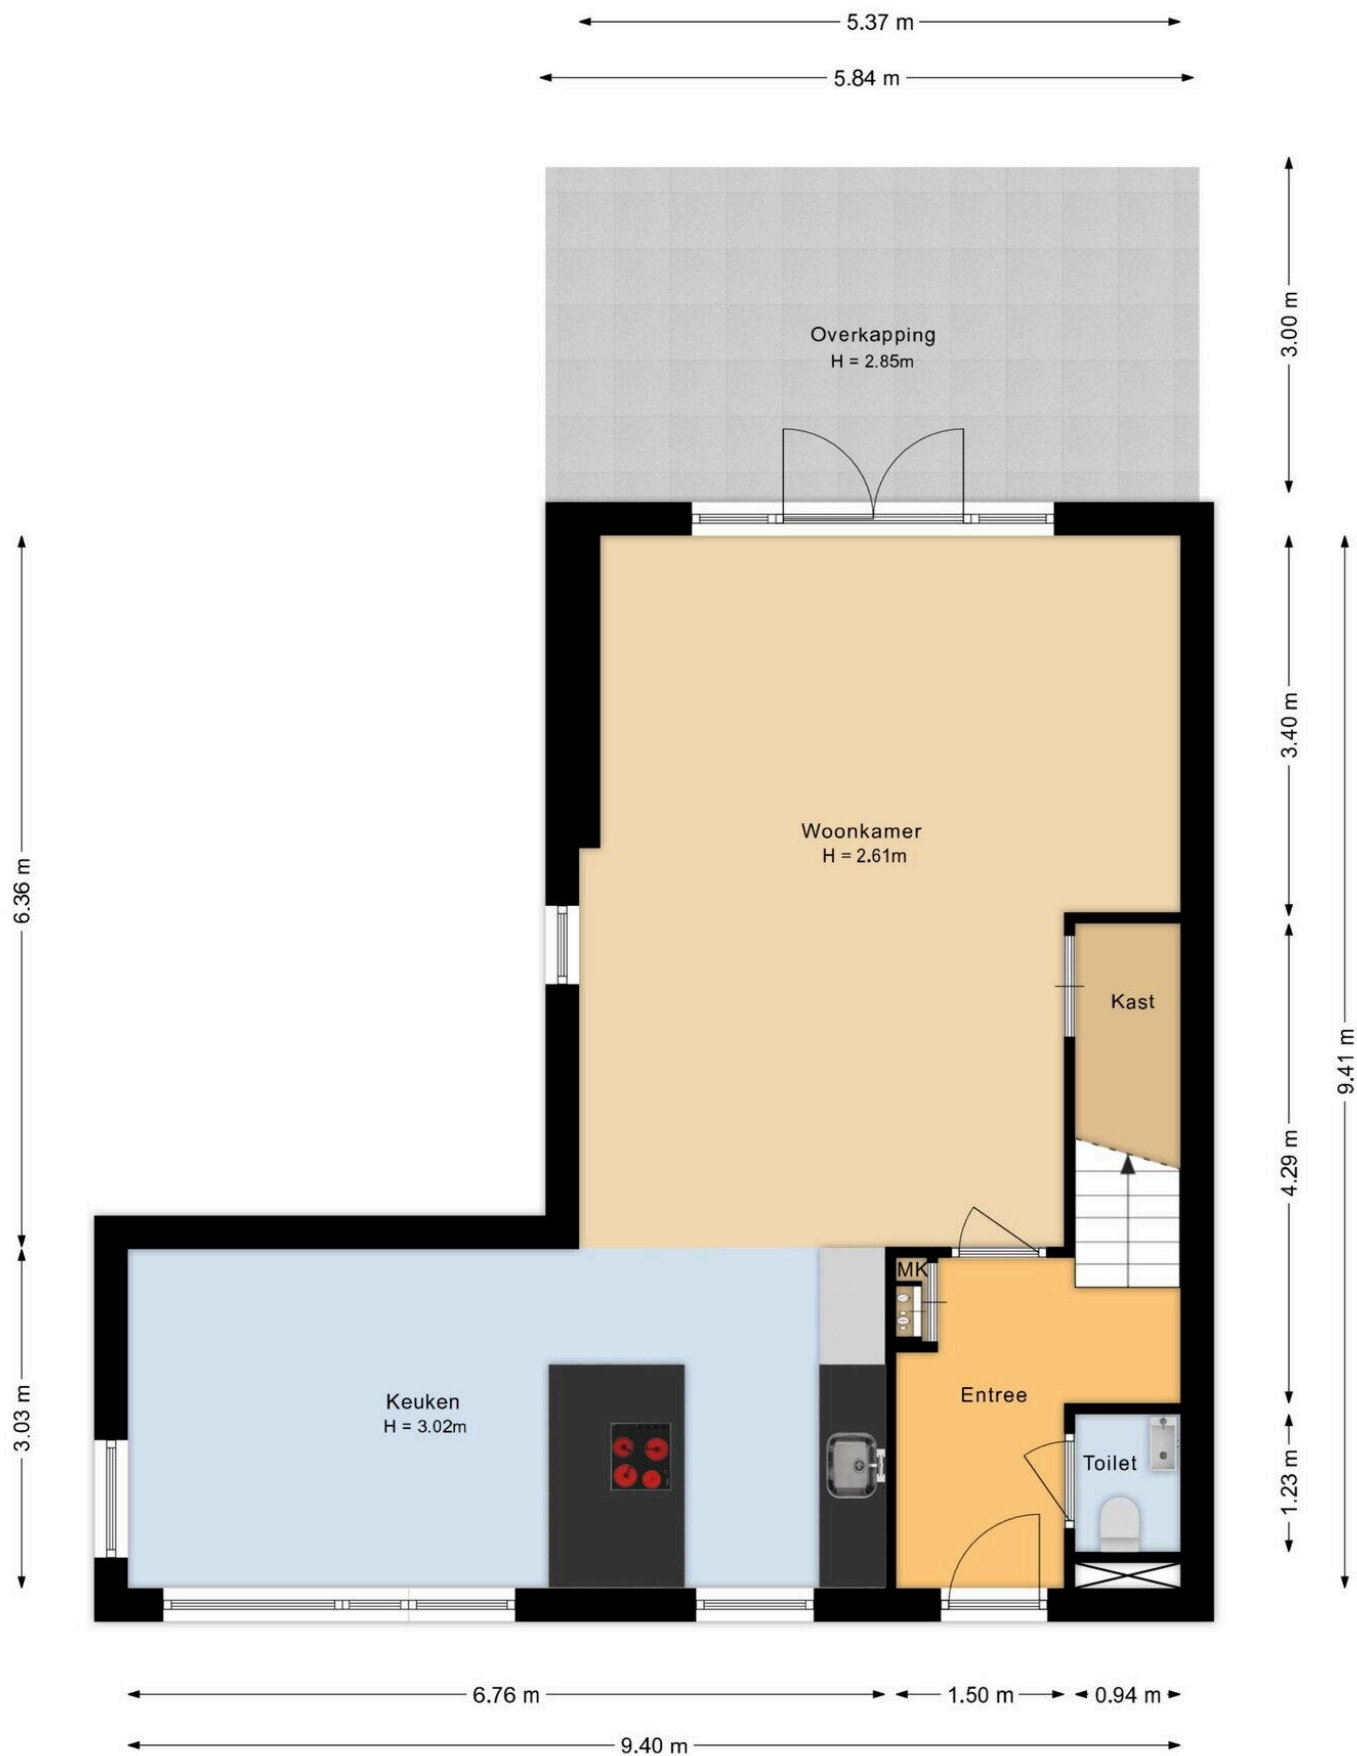 5.37 m
5.84 m
Overkapping
H = 2.85m
3.00 m
Woonkamer
H = 2.61m
3.40 m
6.36 m
Kast
9.41 m
4.29 m
MK
Entree
Keuken
H = 3.02m
3.03 m
Toilet
1.23 m
6.76 m
1.50 m
0.94 m
9.40 m